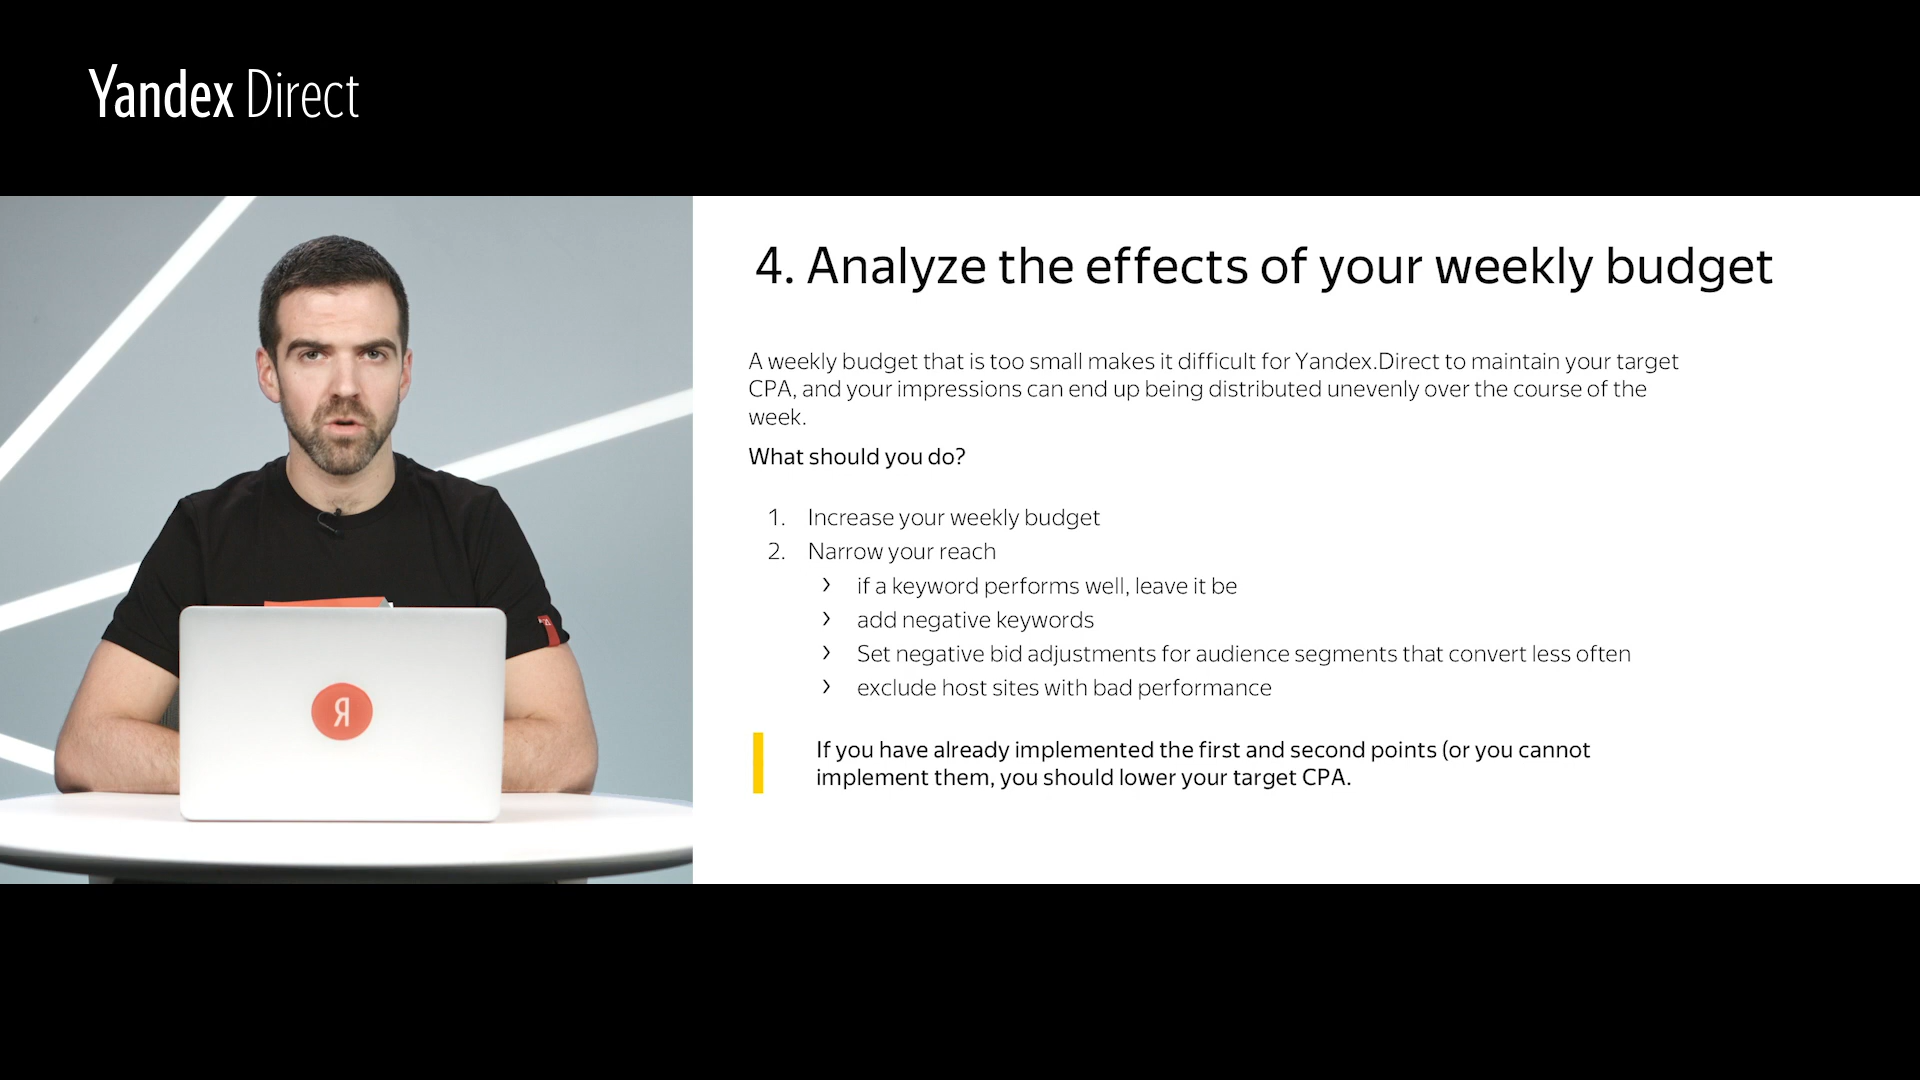 Yandex Direct
4. Analyze the effects of your weekly budget
A weekly budget that is too small makes it difficult for Yandex.Direct to maintain your target
CPA, and your impressions can end up being distributed unevenly over the course of the
week.
What should you do?
1. Increase your weekly budget
2. Narrow your reach
› if a keyword performs well, leave it be
› add negative keywords
› Set negative bid adjustments for audience segments that convert less often
› exclude host sites with bad performance
If you have already implemented the first and second points (or you cannot
implement them, you should lower your target CPA.
Я